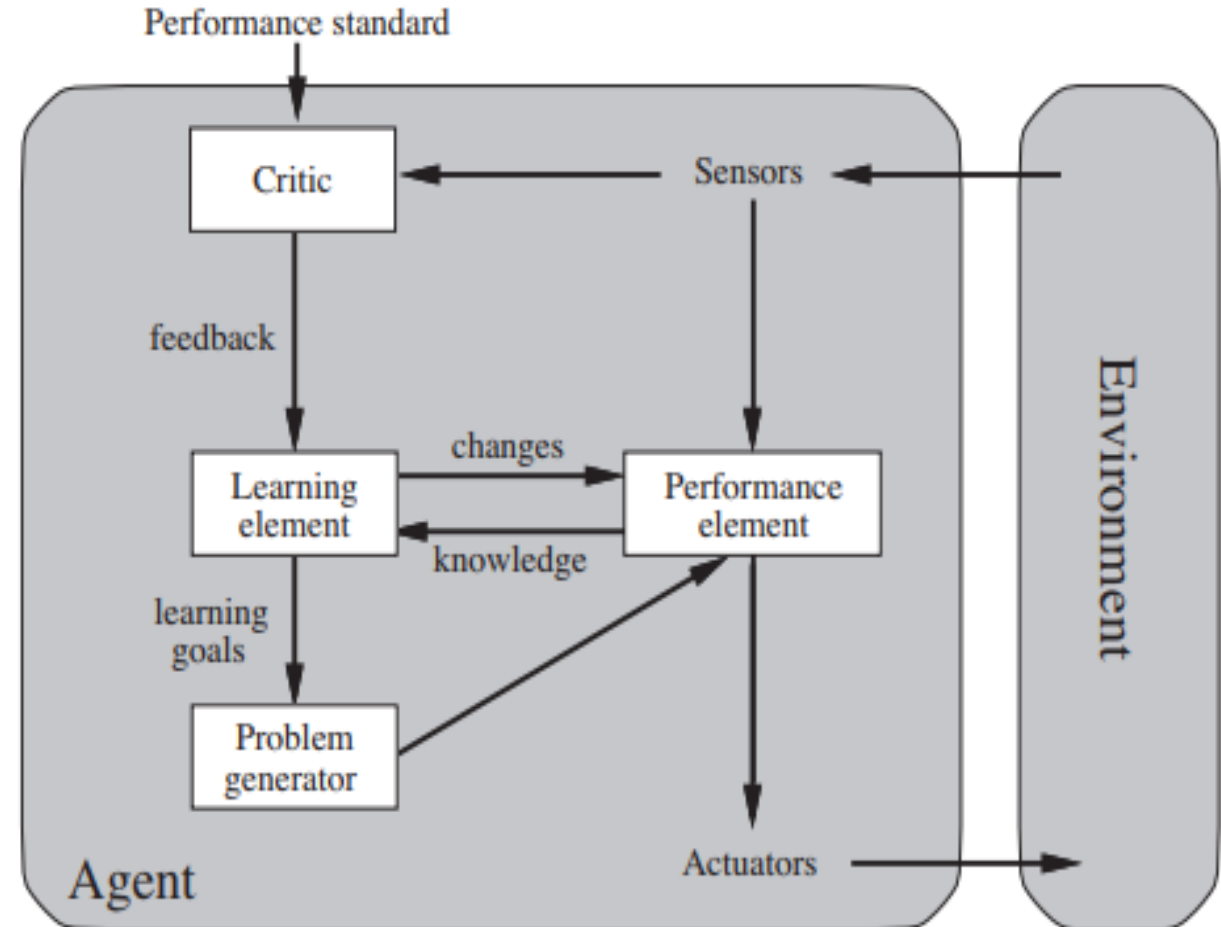 Performance standard
Critic
Sensors
feedback
changes
Learning
element
Performance
element
knowledge
learning
goals
Problem
generator
Actuators
Agent
Environment